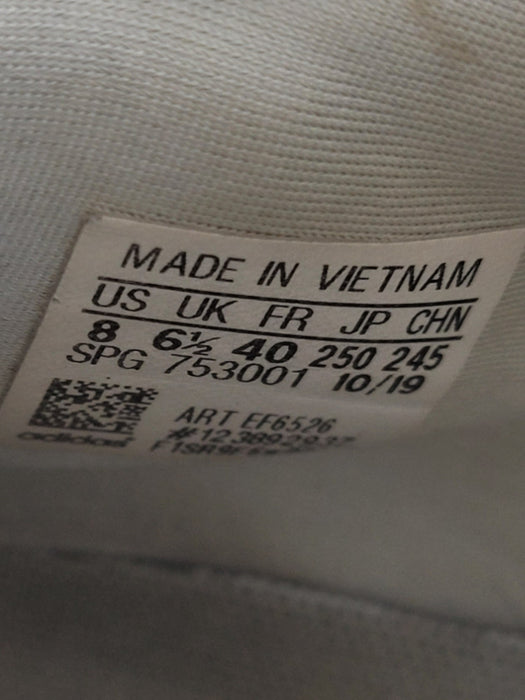 MADE IN VIETNAM
US UK FR JP CHN
8 6½ 40 250 245
SPG 753001 10/19
ART EF6526
adidas